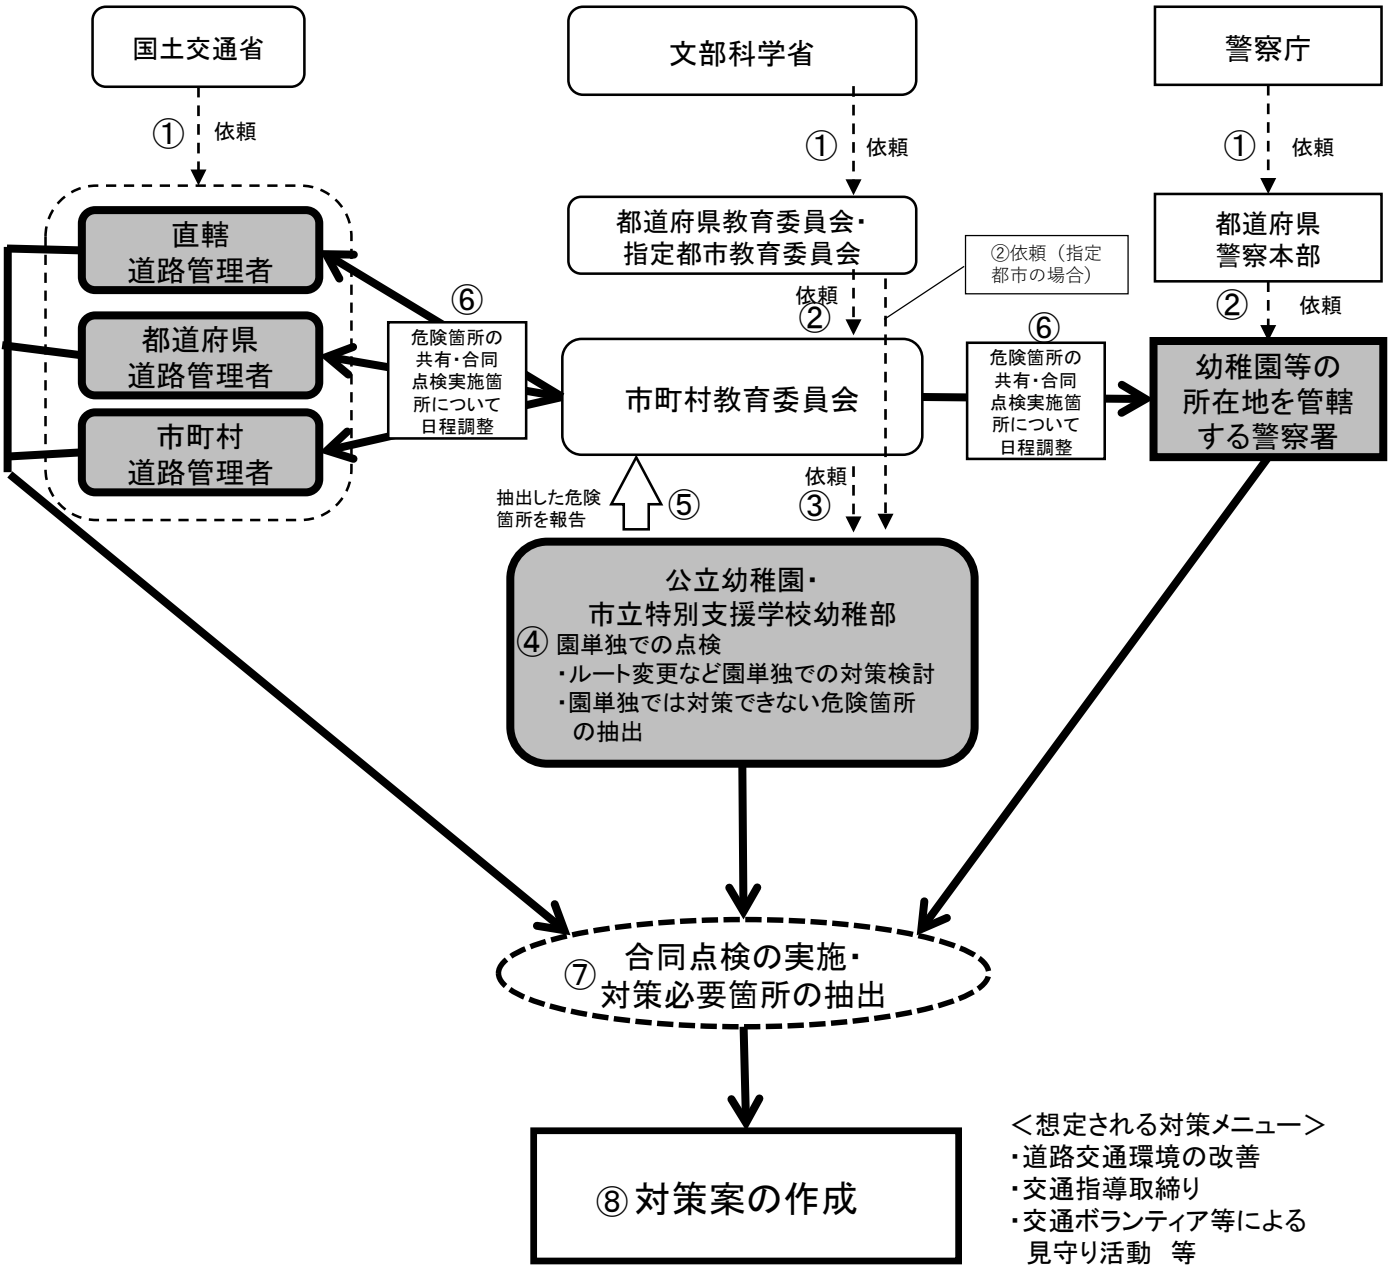 国土交通省
文部科学省
警察庁
① 依頼
① 依頼
① 依頼
直轄
道路管理者
都道府県教育委員会・
指定都市教育委員会
都道府県
警察本部
②依頼（指定
都市の場合）
依頼
②
② 依頼
都道府県
道路管理者
市町村
道路管理者
⑥
危険箇所の
共有・合同
点検実施箇
所について
日程調整
市町村教育委員会
⑥
危険箇所の
共有・合同
点検実施箇
所について
日程調整
幼稚園等の
所在地を管轄
する警察署
抽出した危険
箇所を報告
⑤
依頼
③
公立幼稚園・
市立特別支援学校幼稚部
④ 園単独での点検
・ルート変更など園単独での対策検討
・園単独では対策できない危険箇所
の抽出
⑦ 合同点検の実施・
対策必要箇所の抽出
⑧ 対策案の作成
＜想定される対策メニュー＞
・道路交通環境の改善
・交通指導取締り
・交通ボランティア等による
見守り活動　等